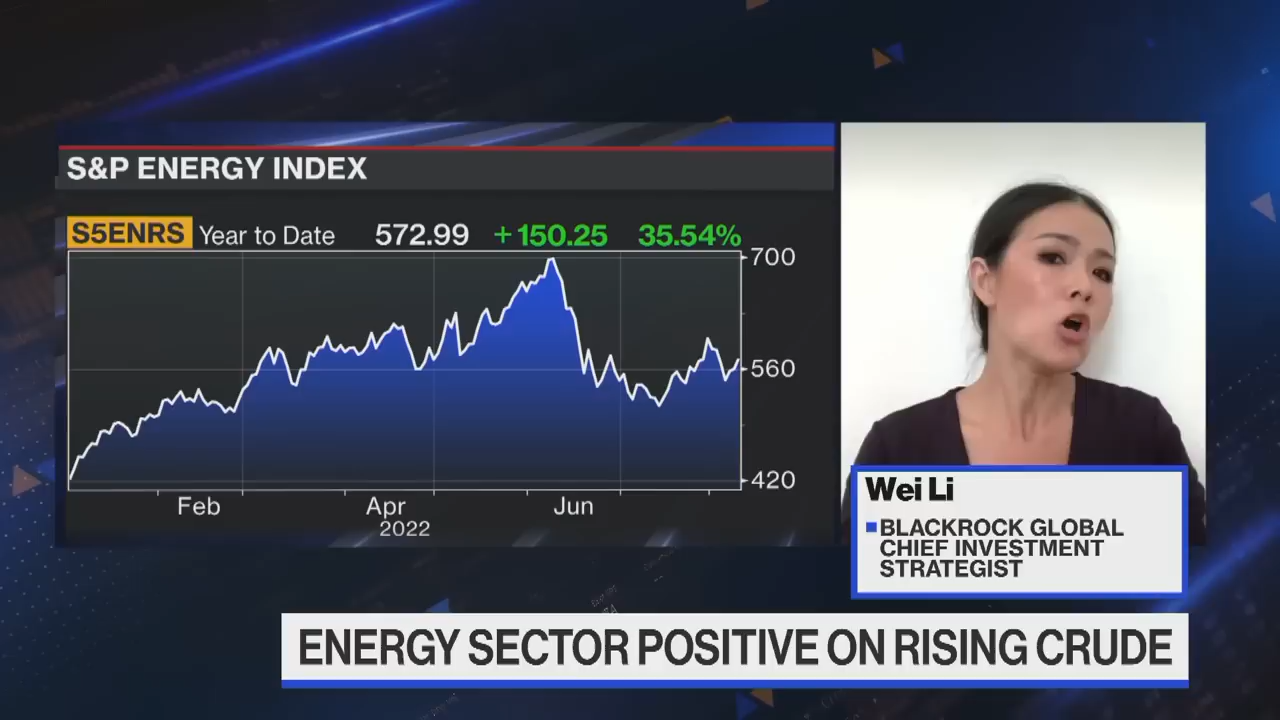 S&P ENERGY INDEX
S5ENRS Year to Date 572.99 +150.25 35.54%
700
560
420
Feb Apr Jun
2022
Wei Li
BLACKROCK GLOBAL
CHIEF INVESTMENT
STRATEGIST
ENERGY SECTOR POSITIVE ON RISING CRUDE